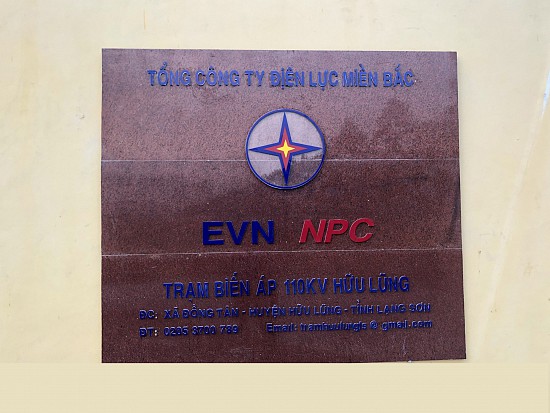 TỔNG CÔNG TY ĐIỆN LỰC MIỀN BẮC
EVN NPC
TRẠM BIẾN ÁP 110KV HỮU LŨNG
ĐC: XÃ ĐỒNG TÂN - HUYỆN HỮU LŨNG - TỈNH LẠNG SƠN
ĐT: 0205 3700 789 Email: tramhuulungls @ gmail.com